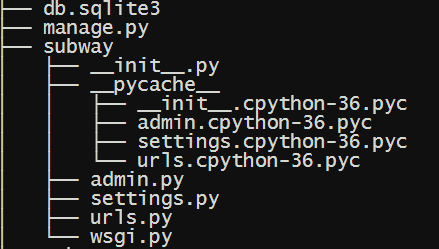 ├── db.sqlite3
├── manage.py
├── subway
│   ├── __init__.py
│   ├── __pycache__
│   │   ├── __init__.cpython-36.pyc
│   │   ├── admin.cpython-36.pyc
│   │   ├── settings.cpython-36.pyc
│   │   └── urls.cpython-36.pyc
│   ├── admin.py
│   ├── settings.py
│   ├── urls.py
│   └── wsgi.py